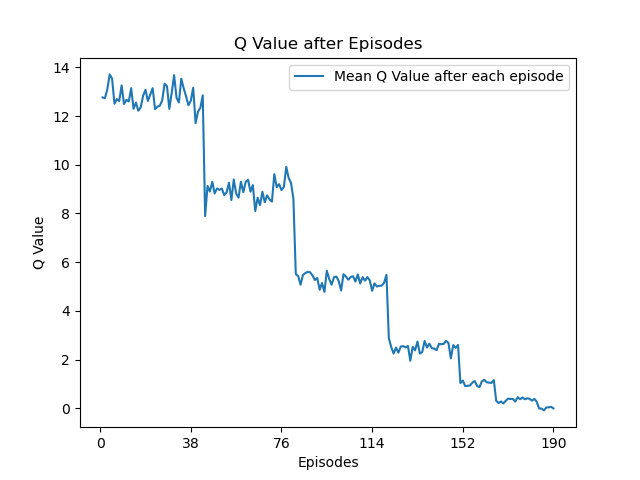 Q Value after Episodes
Mean Q Value after each episode
14
12
10
8
6
4
2
0
Q Value
0 38 76 114 152 190
Episodes